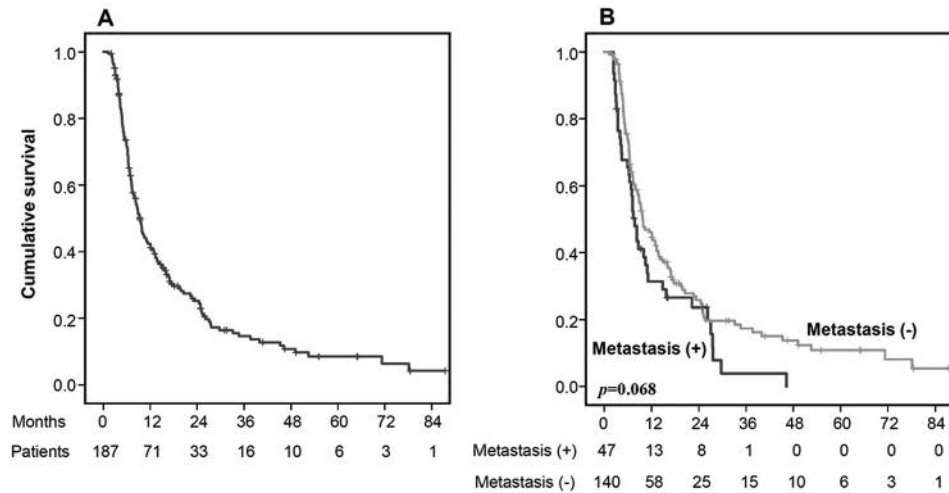 A
Cumulative survival
1.0
0.8
0.6
0.4
0.2
0.0
Months 0 12 24 36 48 60 72 84
Patients 187 71 33 16 10 6 3 1
B
1.0
0.8
0.6
0.4
0.2
0.0
Metastasis (-)
Metastasis (+)
p=0.068
0 12 24 36 48 60 72 84
Metastasis (+) 47 13 8 1 0 0 0 0
Metastasis (-) 140 58 25 15 10 6 3 1